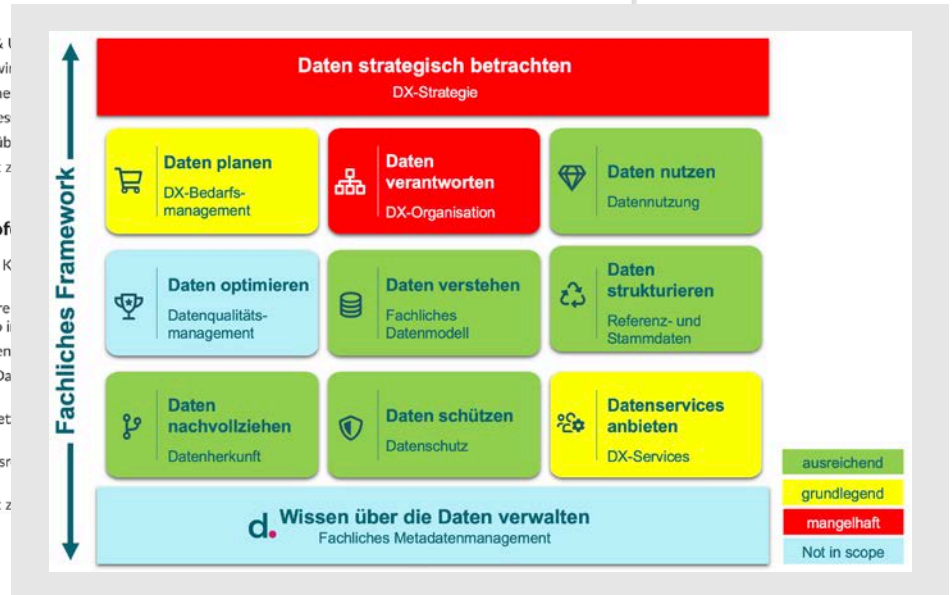 Fachliches Framework
Daten strategisch betrachten
DX-Strategie
Daten planen
DX-Bedarfs-
management
Daten
verantworten
DX-Organisation
Daten nutzen
Datennutzung
Daten optimieren
Datenqualitäts-
management
Daten verstehen
Fachliches
Datenmodell
Daten
strukturieren
Referenz- und
Stammdaten
Daten
nachvollziehen
Datenherkunft
Daten schützen
Datenschutz
Datenservices
anbieten
DX-Services
d. Wissen über die Daten verwalten
Fachliches Metadatenmanagement
ausreichend
grundlegend
mangelhaft
Not in scope